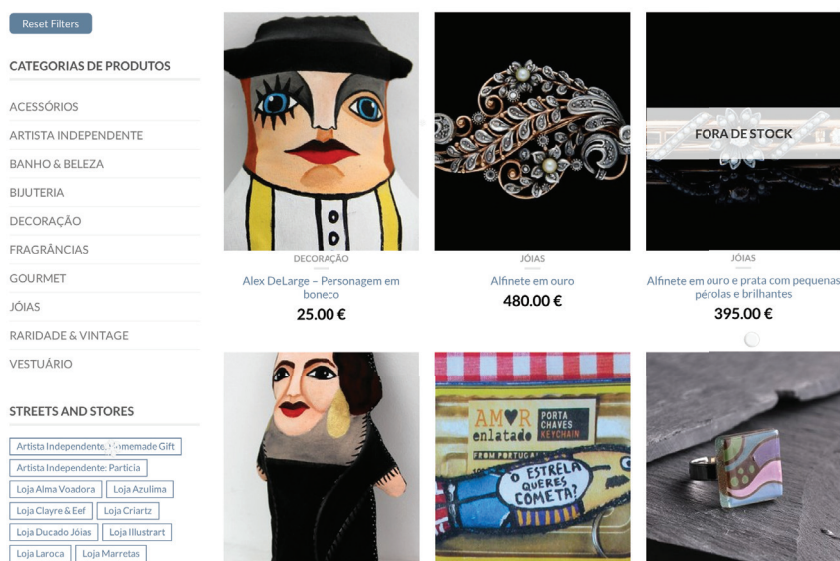 Reset Filters
CATEGORIAS DE PRODUTOS
ACESSÓRIOS
ARTISTA INDEPENDENTE
BANHO & BELEZA
BIJUTERIA
DECORAÇÃO
FRAGRÂNCIAS
GOURMET
JÓIAS
RARIDADE & VINTAGE
VESTUÁRIO
STREETS AND STORES
Artista Independente: Homemade Gift
Artista Independente: Particia
Loja Alma Voadora
Loja Azulima
Loja Clayre & Eef
Loja Criartz
Loja Ducado Jóias
Loja Illustrart
Loja Laroca
Loja Marretas
DECORAÇÃO
Alex DeLarge – Personagem em
boneco
25.00 €
JÓIAS
Alfinete em ouro
480.00 €
FORA DE STOCK
JÓIAS
Alfinete em ouro e prata com pequenas
pérolas e brilhantes
395.00 €
AMOR
enlatado
PORTA
CHAVES
KEYCHAIN
FROM PORTUGA
Ó ESTRELA
QUERES
COMETA?